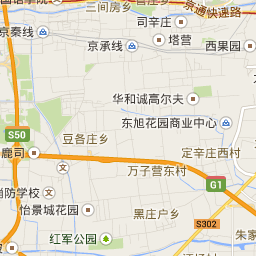 三间房乡
京通快速路
司辛庄
京秦线
塔营
京承线
西果园
华和诚高尔夫
东旭花园商业中心
S50
豆各庄乡
定辛庄西村
鹿司
万子营东村
G1
消防学校
怡景城花园
黑庄户乡
S302
红军公园
朱家